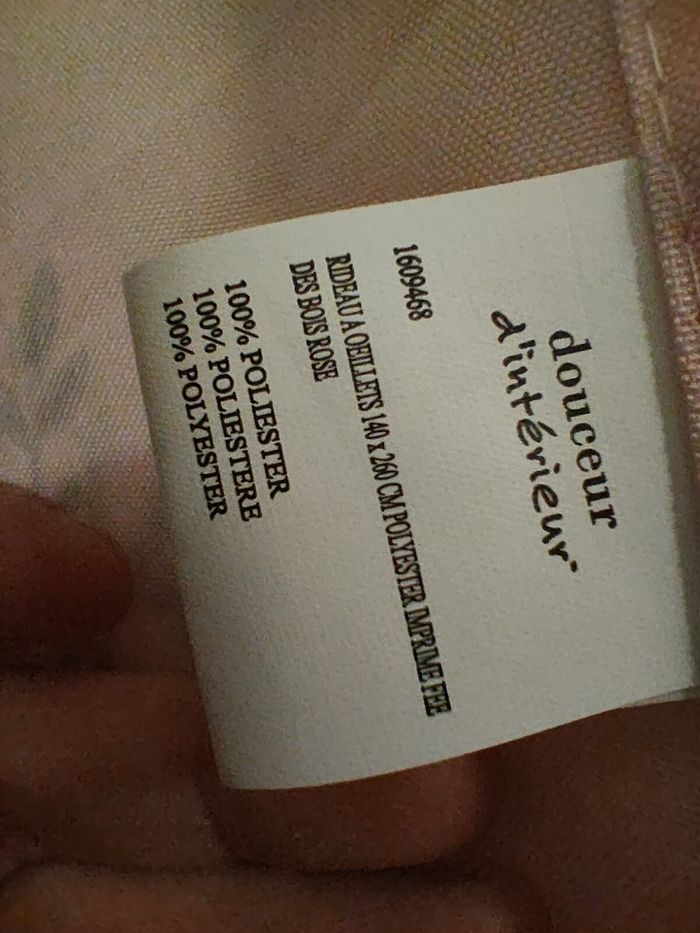 douceur
d'intérieur
1609468
RIDEAU A OEILLETS 140 x 260 CM POLYESTER IMPRIME FEE
DES BOIS ROSE
100% POLIESTER
100% POLIESTERE
100% POLYESTER